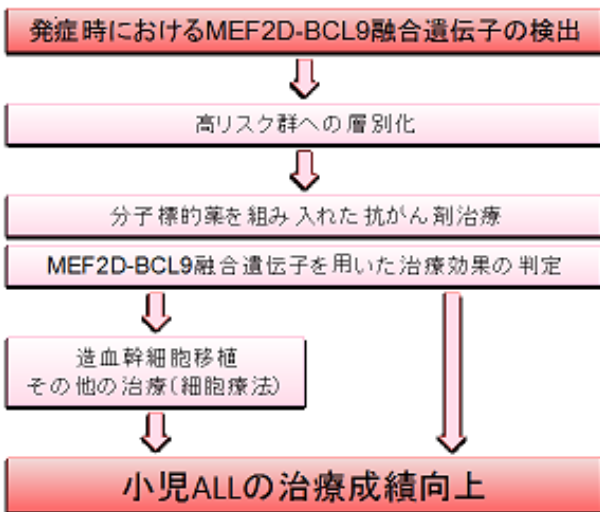 発症時におけるMEF2D-BCL9融合遺伝子の検出
高リスク群への層別化
分子標的薬を組み入れた抗がん剤治療
MEF2D-BCL9融合遺伝子を用いた治療効果の判定
造血幹細胞移植
その他の治療(細胞療法)
小児ALLの治療成績向上